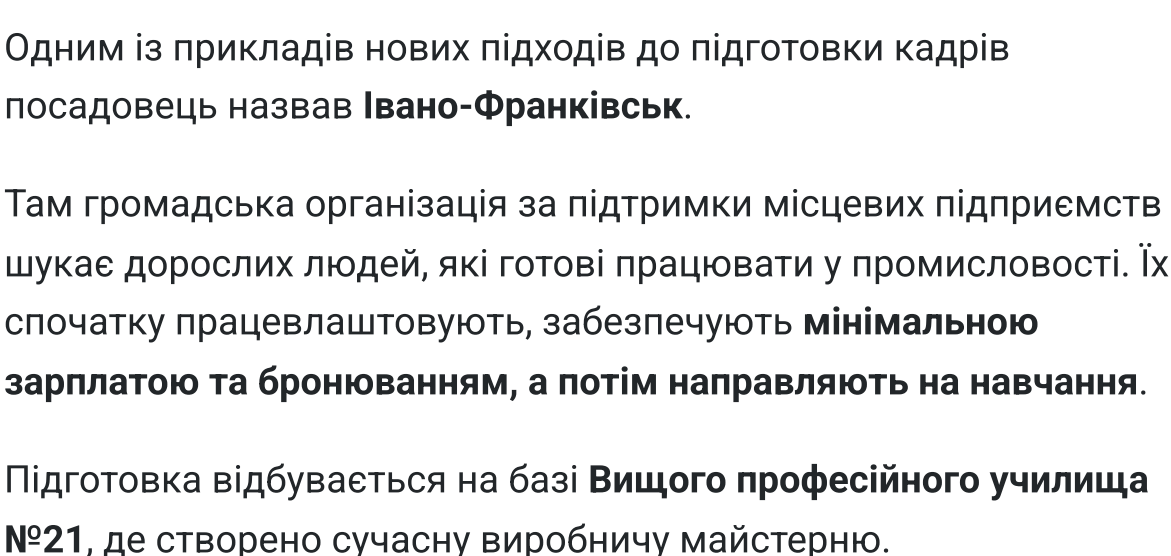 Одним із прикладів нових підходів до підготовки кадрів
посадовець назвав Івано-Франківськ.
Там громадська організація за підтримки місцевих підприємств
шукає дорослих людей, які готові працювати у промисловості. Їх
спочатку працевлаштовують, забезпечують мінімальною
зарплатою та бронюванням, а потім направляють на навчання.
Підготовка відбувається на базі Вищого професійного училища
№21, де створено сучасну виробничу майстерню.